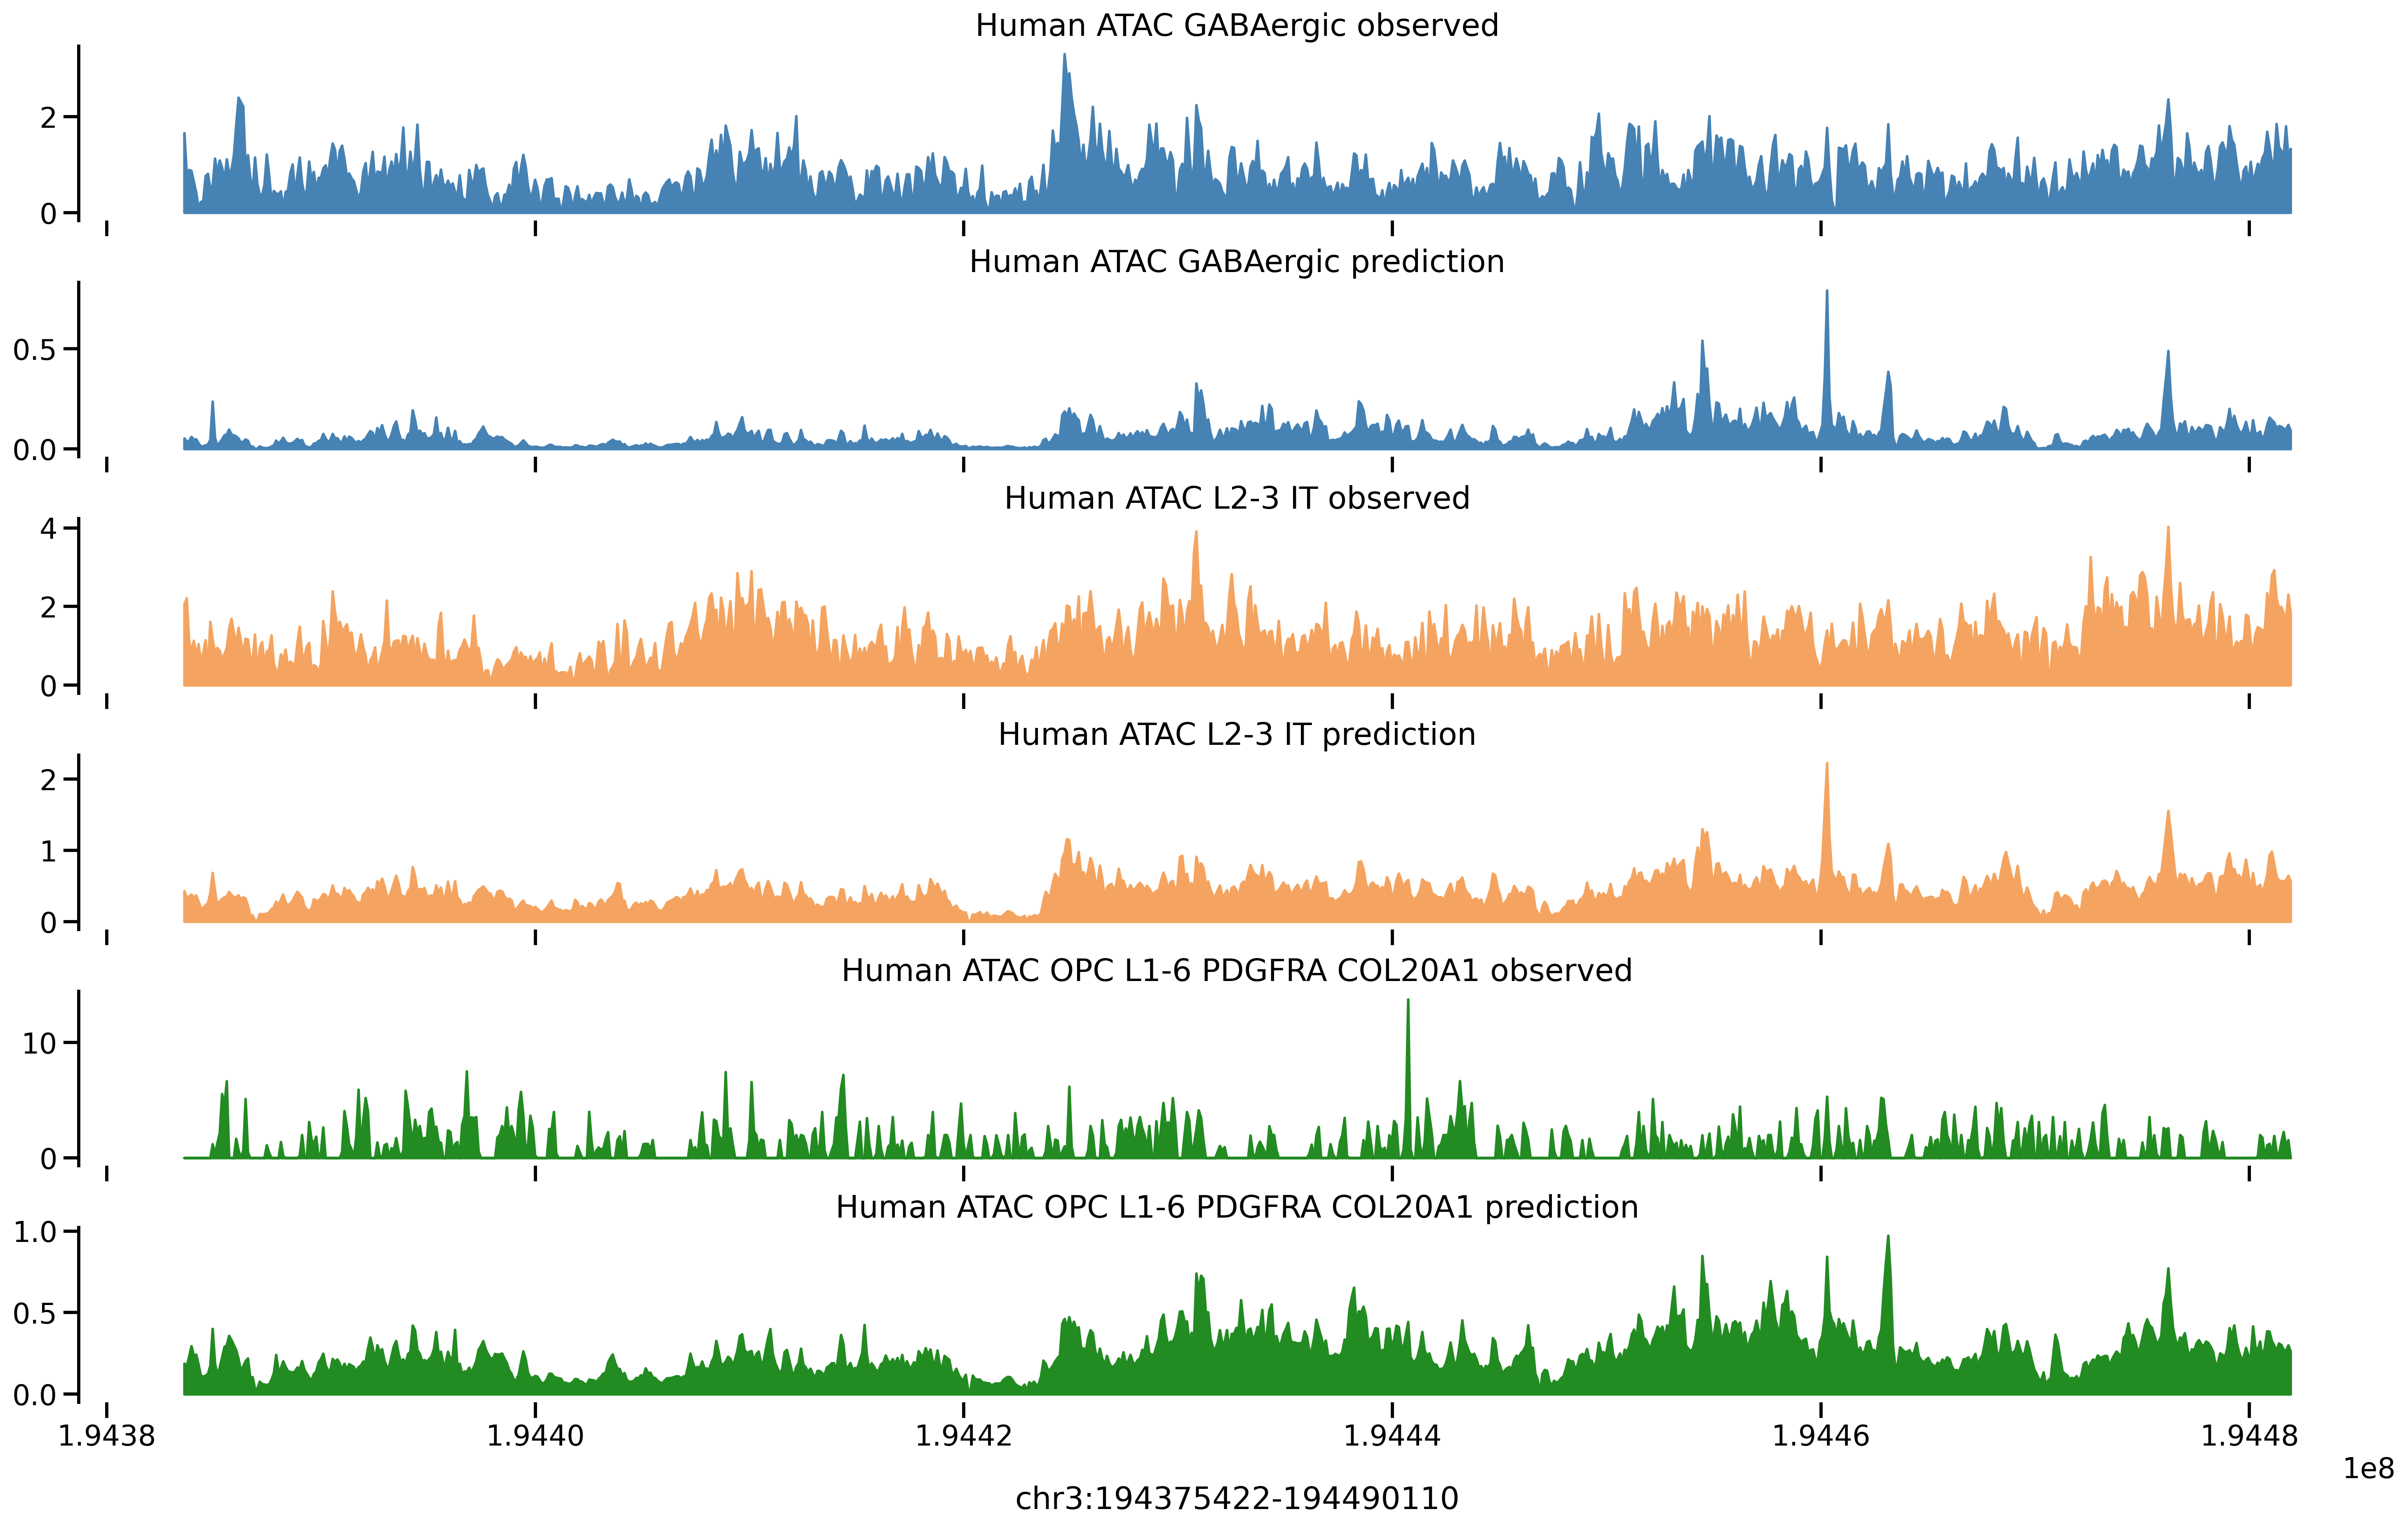 Human ATAC GABAergic observed
2
0
Human ATAC GABAergic prediction
0.5
0.0
Human ATAC L2-3 IT observed
4
2
0
Human ATAC L2-3 IT prediction
2
1
0
Human ATAC OPC L1-6 PDGFRA COL20A1 observed
10
0
Human ATAC OPC L1-6 PDGFRA COL20A1 prediction
1.0
0.5
0.0
1.9438 1.9440 1.9442 1.9444 1.9446 1.9448
1e8
chr3:194375422-194490110